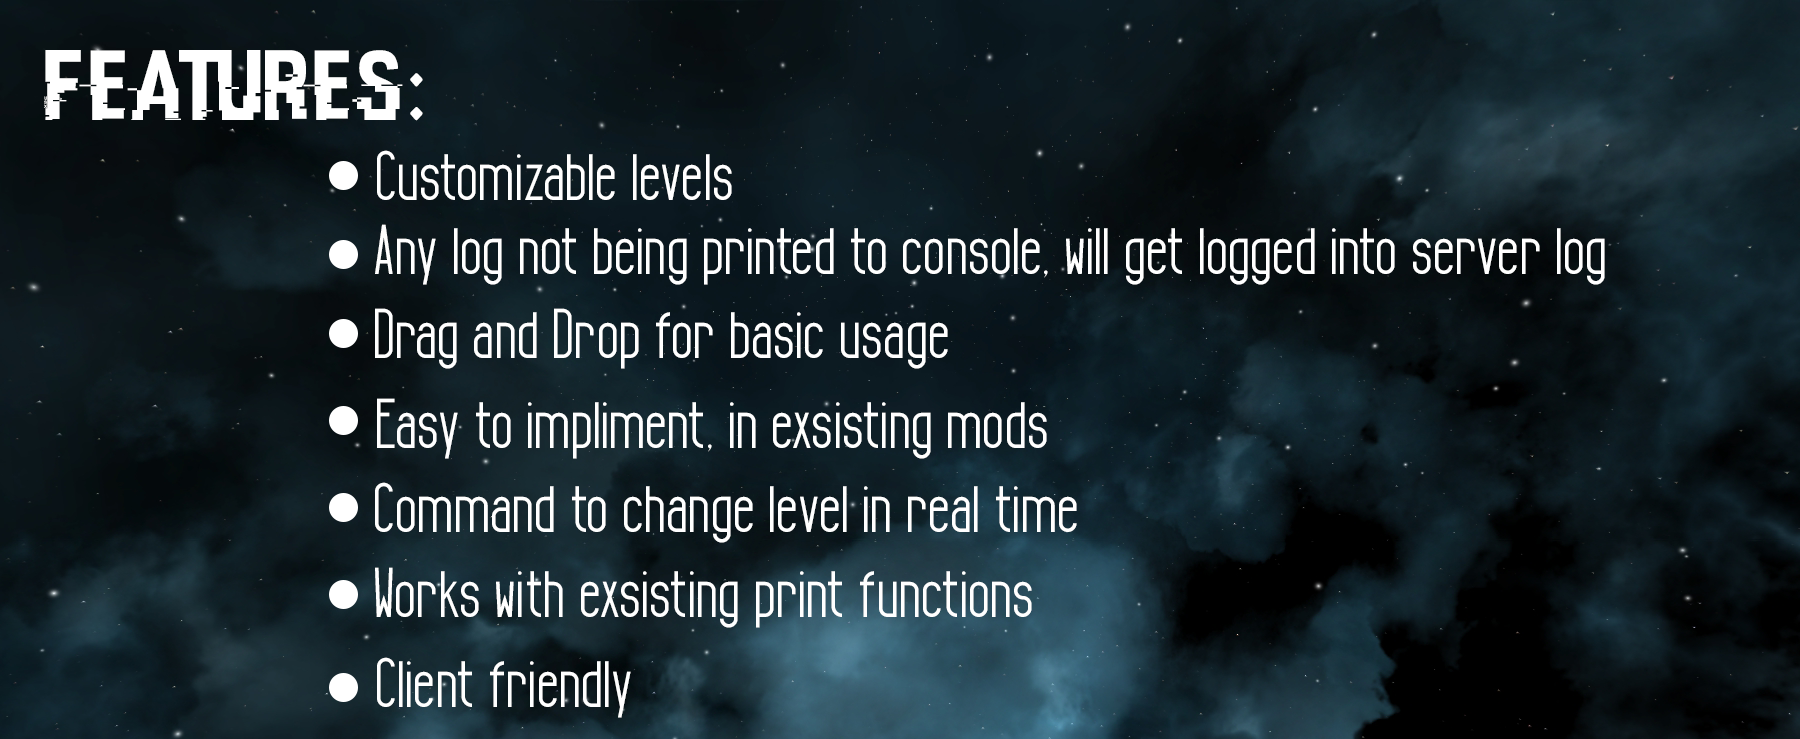 FEATURES:
● Customizable levels
● Any log not being printed to console, will get logged into server log
● Drag and Drop for basic usage
● Easy to impliment, in exsisting mods
● Command to change level in real time
● Works with exsisting print functions
● Client friendly